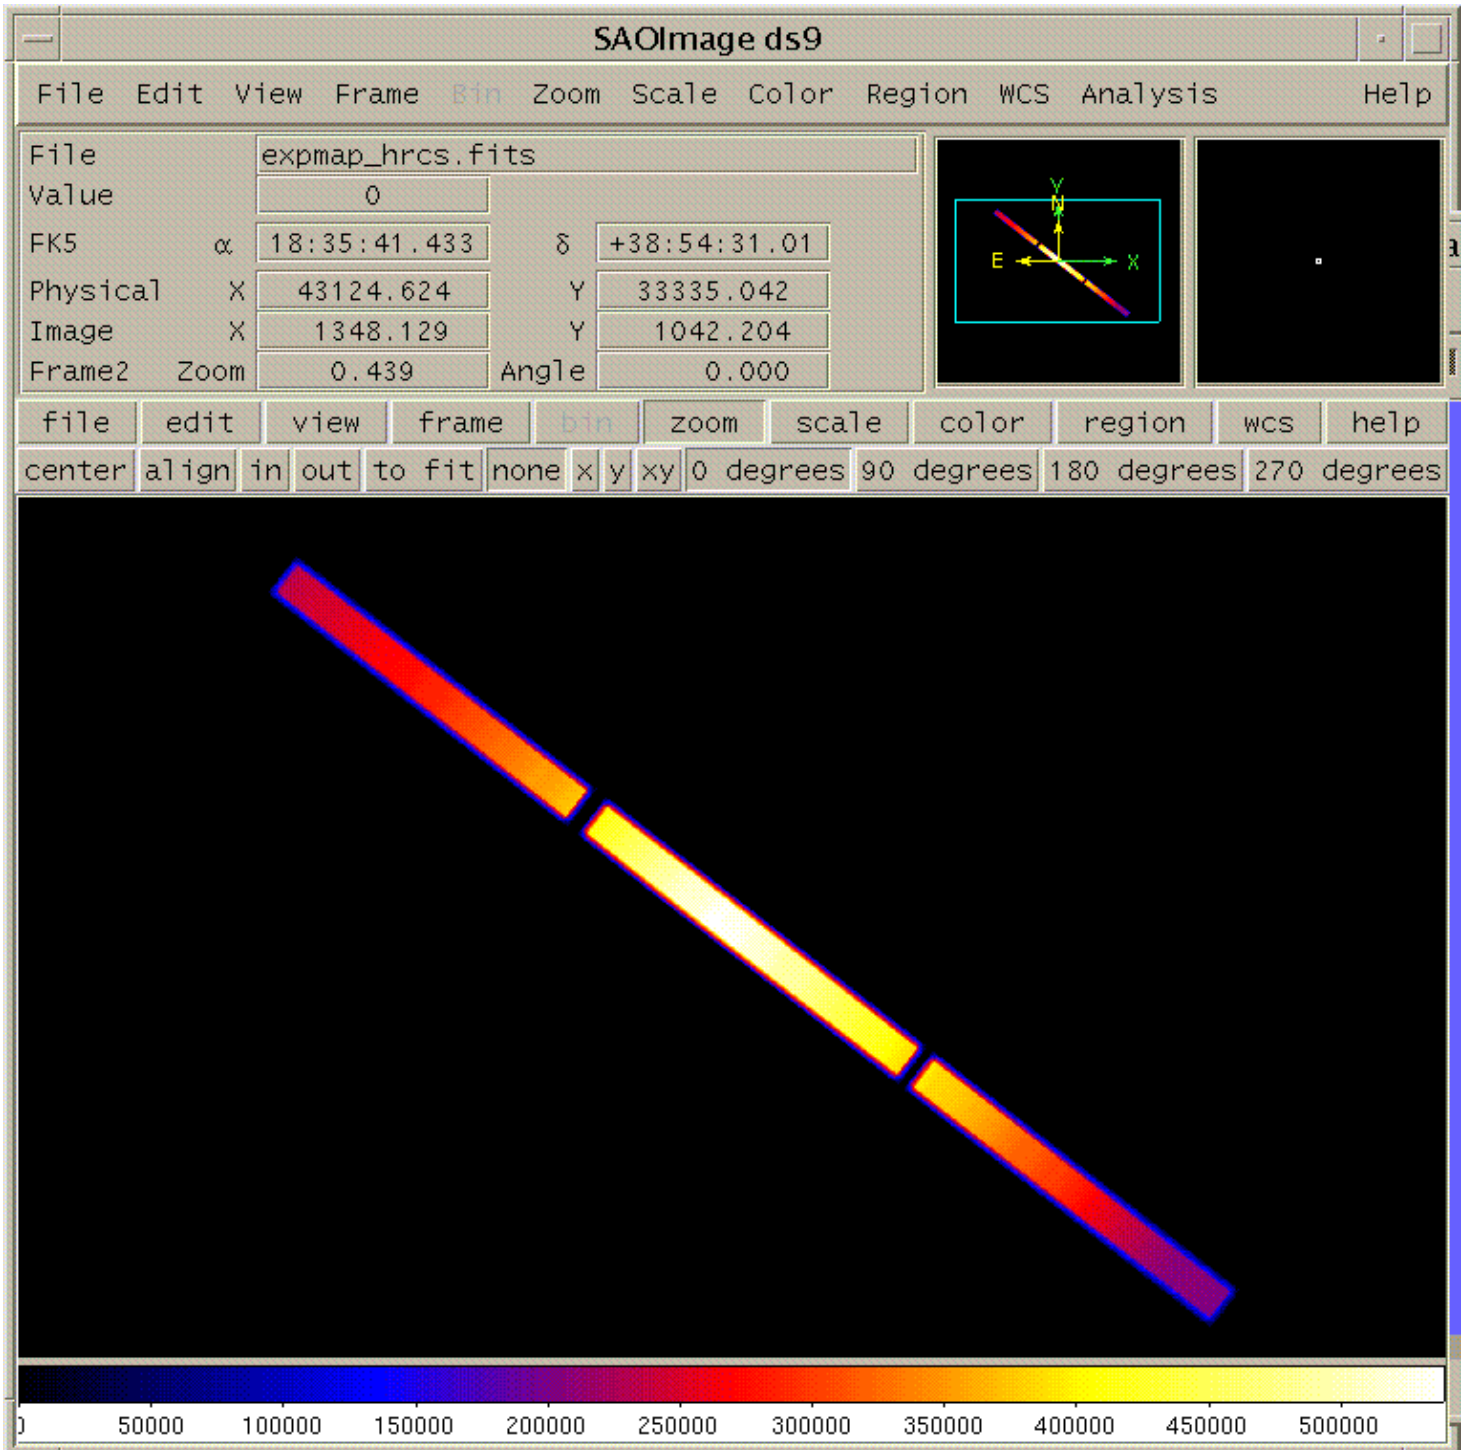 SAOImage ds9
File Edit View Frame Bin Zoom Scale Color Region WCS Analysis Help
File expmap_hrcs.fits
Value 0
FK5 α 18:35:41.433 δ +38:54:31.01
Physical X 43124.624 Y 33335.042
Image X 1348.129 Y 1042.204
Frame2 Zoom 0.439 Angle 0.000
Y
N
E X
file edit view frame bin zoom scale color region wcs help
center align in out to fit none x y xy 0 degrees 90 degrees 180 degrees 270 degrees
50000 100000 150000 200000 250000 300000 350000 400000 450000 500000